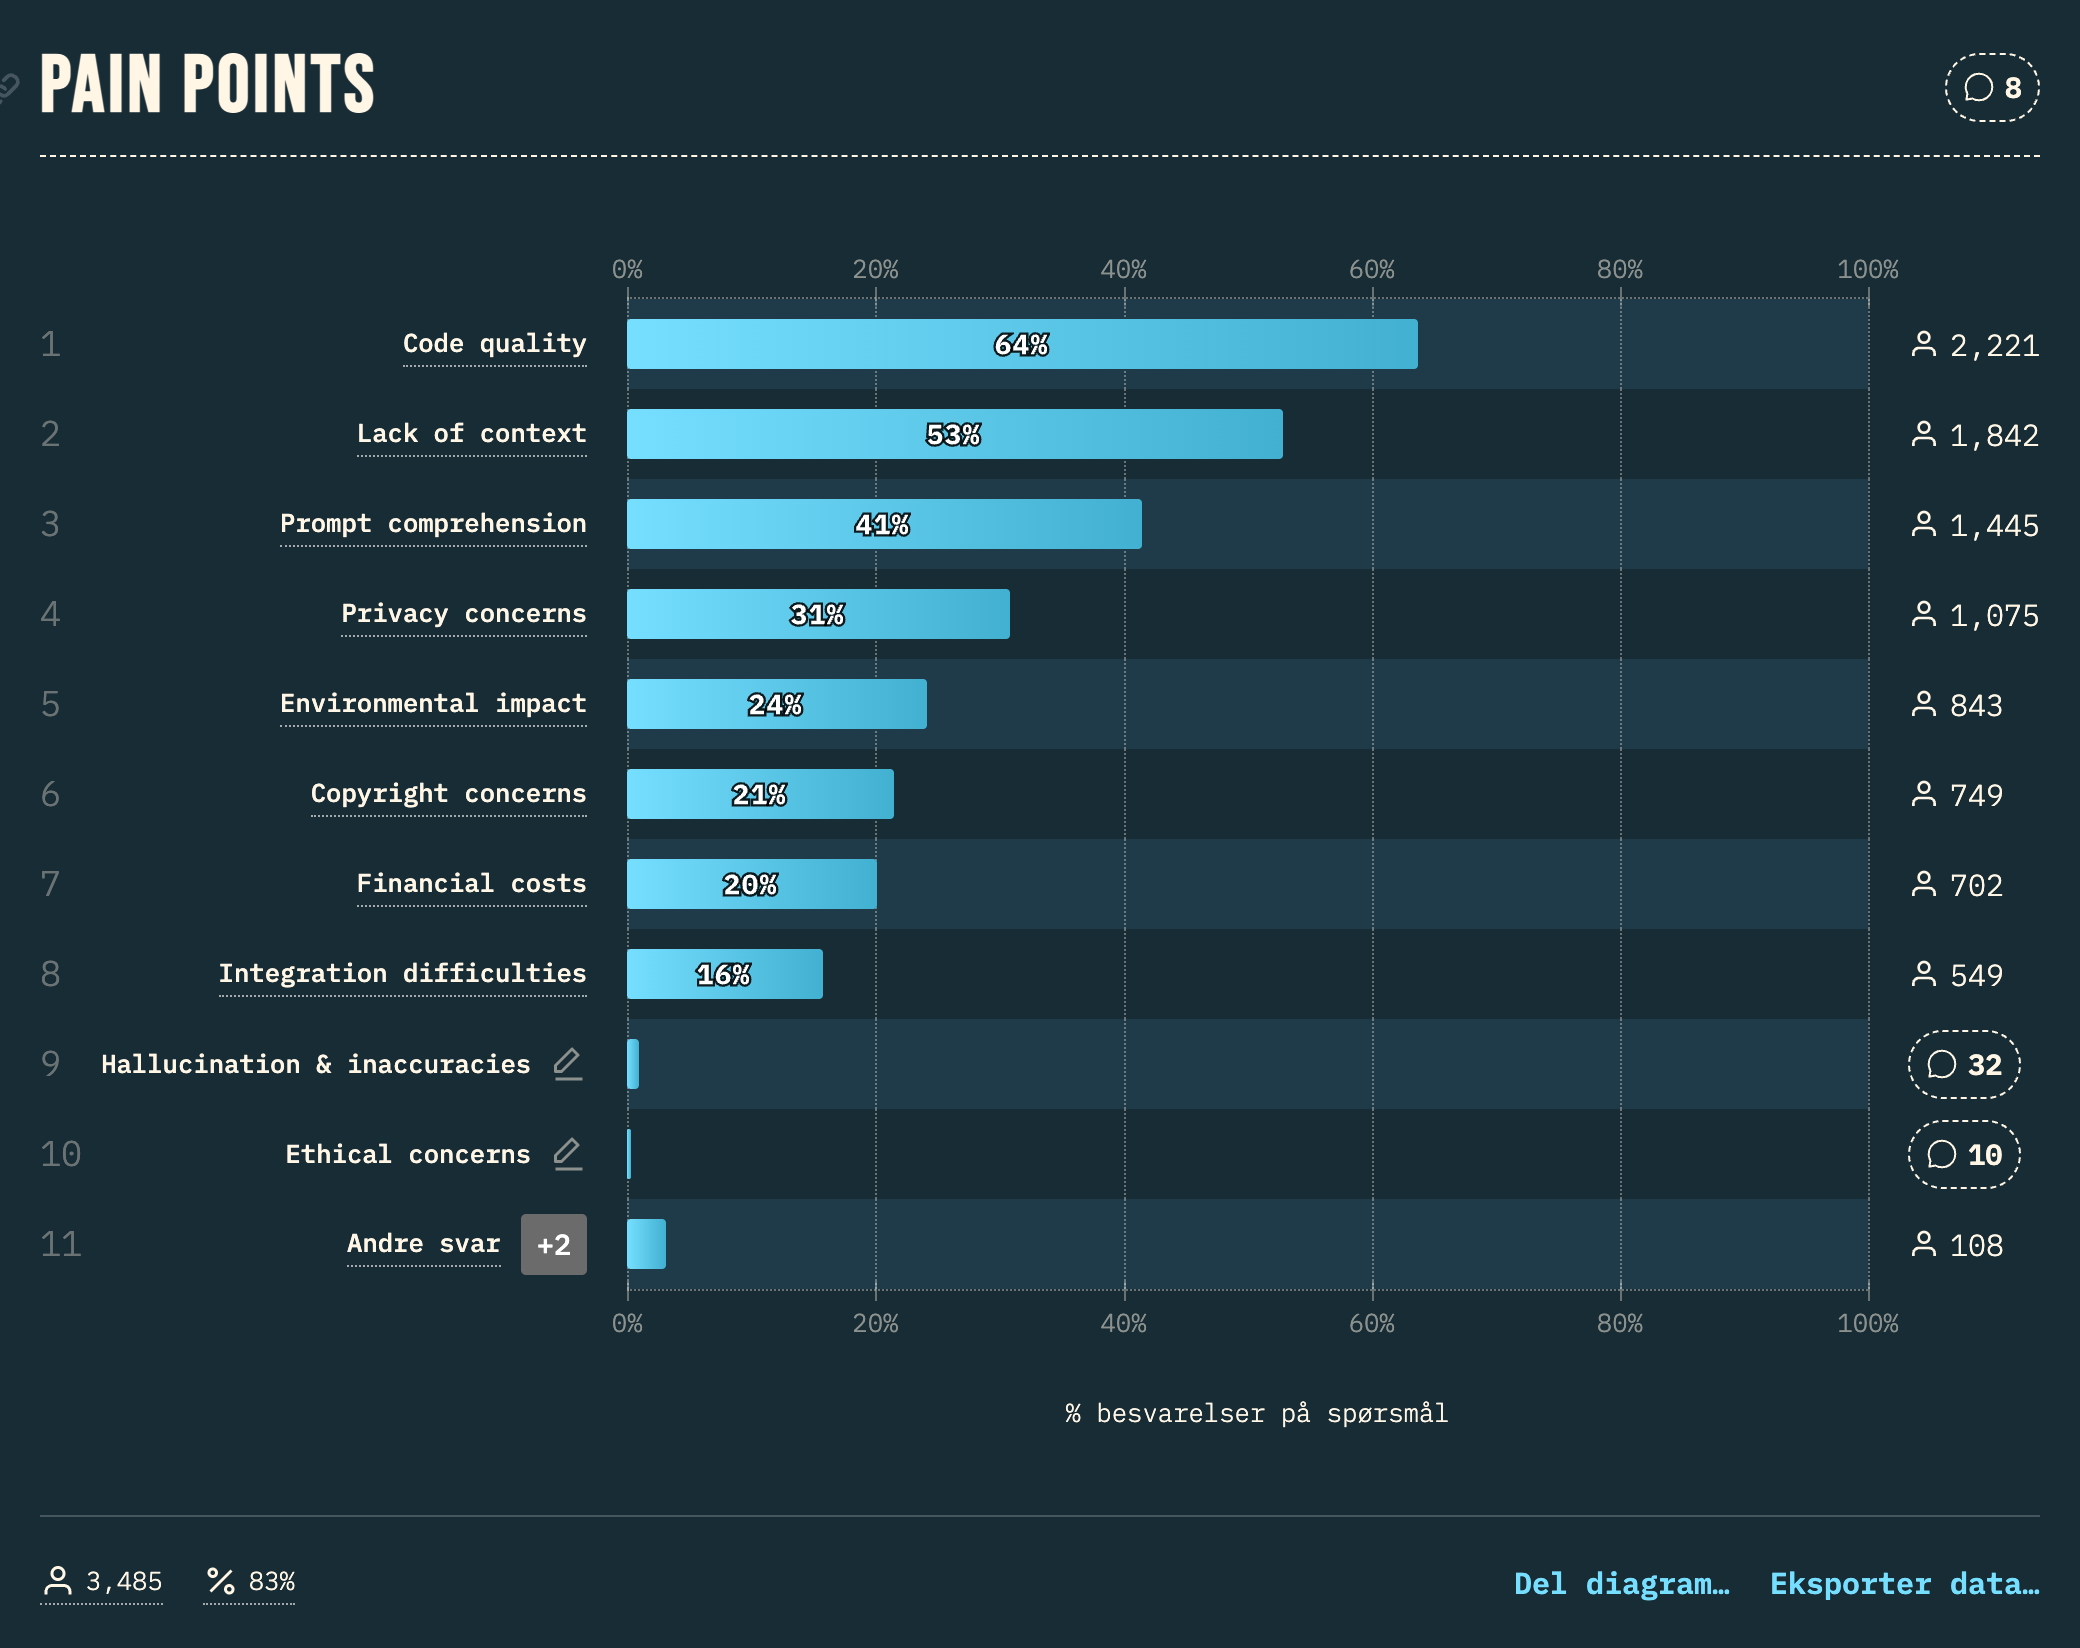 PAIN POINTS
8
0% 20% 40% 60% 80% 100%
1 Code quality 64% 2,221
2 Lack of context 53% 1,842
3 Prompt comprehension 41% 1,445
4 Privacy concerns 31% 1,075
5 Environmental impact 24% 843
6 Copyright concerns 21% 749
7 Financial costs 20% 702
8 Integration difficulties 16% 549
9 Hallucination & inaccuracies 32
10 Ethical concerns 10
11 Andre svar +2 108
0% 20% 40% 60% 80% 100%
% besvarelser på spørsmål
3,485 83% Del diagram… Eksporter data…